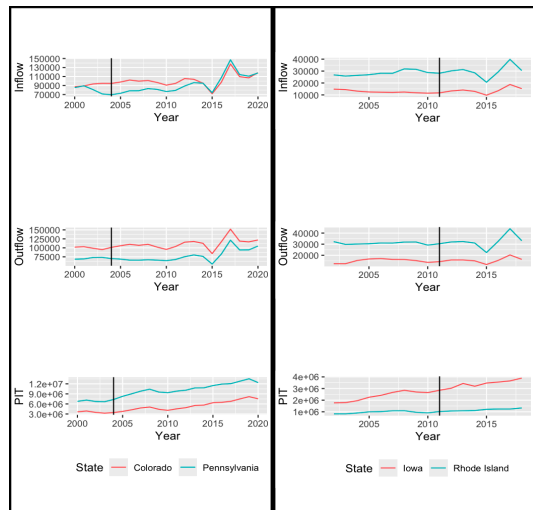 Inflow
150000
130000
110000
90000
70000
2000 2005 2010 2015 2020
Year
Outflow
150000
125000
100000
75000
2000 2005 2010 2015 2020
Year
PIT
1.2e+07
9.0e+06
6.0e+06
3.0e+06
2000 2005 2010 2015 2020
Year
State Colorado Pennsylvania
Inflow
40000
30000
20000
10000
2005 2010 2015
Year
Outflow
40000
30000
20000
2005 2010 2015
Year
PIT
4e+06
3e+06
2e+06
1e+06
2005 2010 2015
Year
State Iowa Rhode Island